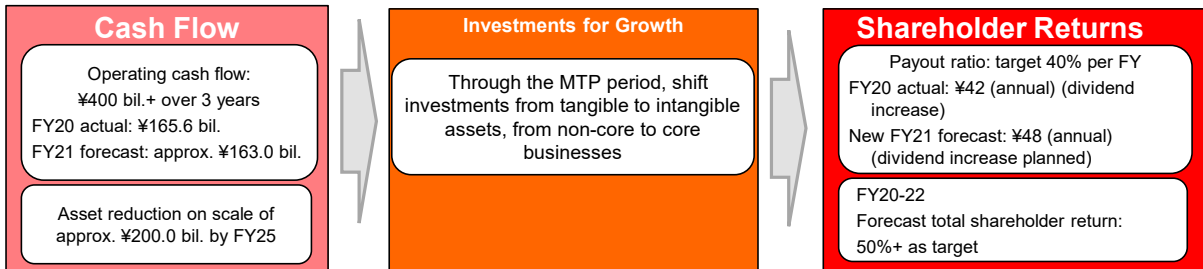 Cash Flow
Operating cash flow:
¥400 bil.+ over 3 years
FY20 actual: ¥165.6 bil.
FY21 forecast: approx. ¥163.0 bil.
Asset reduction on scale of
approx. ¥200.0 bil. by FY25
Investments for Growth
Through the MTP period, shift
investments from tangible to intangible
assets, from non-core to core
businesses
Shareholder Returns
Payout ratio: target 40% per FY
FY20 actual: ¥42 (annual) (dividend
increase)
New FY21 forecast: ¥48 (annual)
(dividend increase planned)
FY20-22
Forecast total shareholder return:
50%+ as target